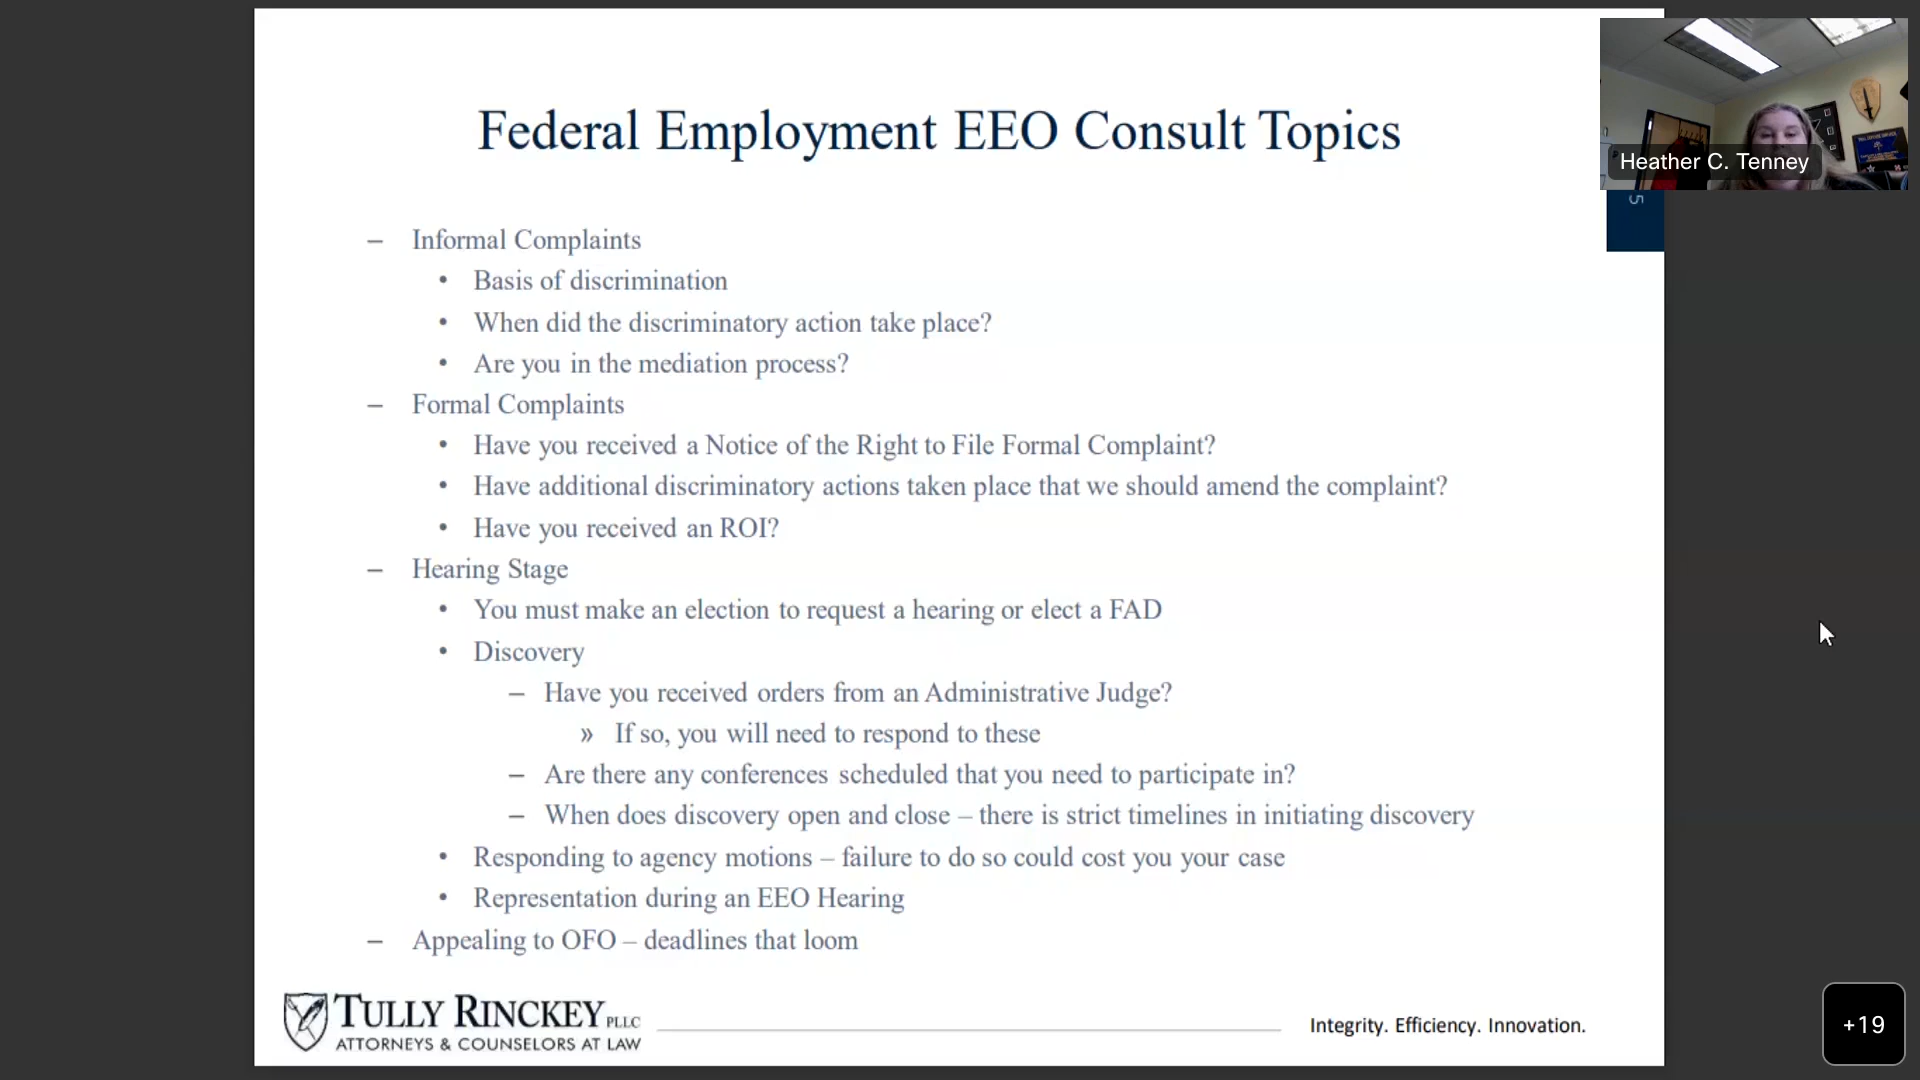 Federal Employment EEO Consult Topics
Heather C. Tenney
5
– Informal Complaints
• Basis of discrimination
• When did the discriminatory action take place?
• Are you in the mediation process?
– Formal Complaints
• Have you received a Notice of the Right to File Formal Complaint?
• Have additional discriminatory actions taken place that we should amend the complaint?
• Have you received an ROI?
– Hearing Stage
• You must make an election to request a hearing or elect a FAD
• Discovery
– Have you received orders from an Administrative Judge?
» If so, you will need to respond to these
– Are there any conferences scheduled that you need to participate in?
– When does discovery open and close – there is strict timelines in initiating discovery
• Responding to agency motions – failure to do so could cost you your case
• Representation during an EEO Hearing
– Appealing to OFO – deadlines that loom
TULLY RINCKEY PLLC
ATTORNEYS & COUNSELORS AT LAW
Integrity. Efficiency. Innovation.
+19